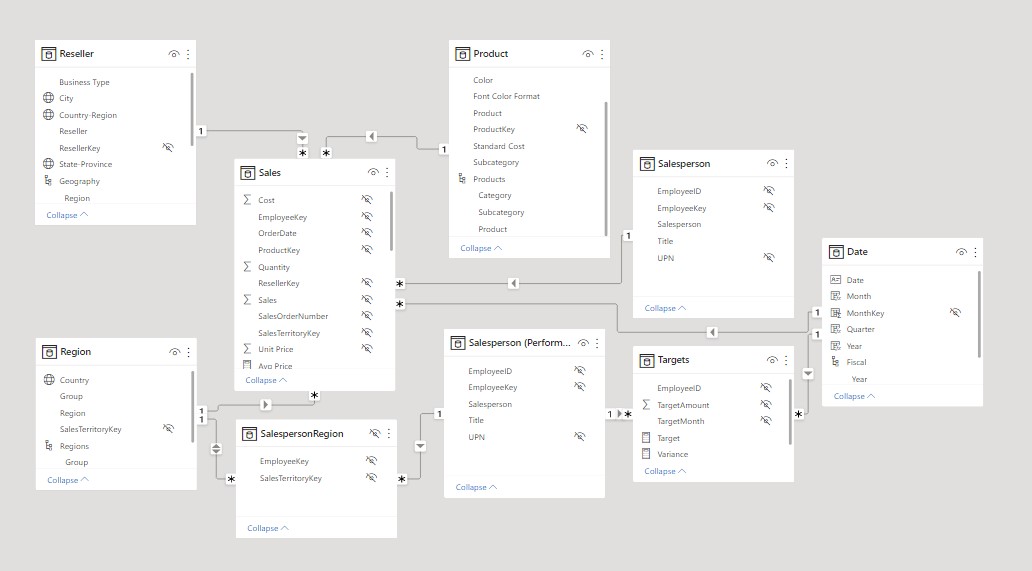 Reseller
Business Type
City
Country-Region
Reseller
ResellerKey
State-Province
Geography
Region
Collapse
1
*
Product
Color
Font Color Format
Product
ProductKey
Standard Cost
Subcategory
Products
Category
Subcategory
Product
Collapse
1
*
Sales
Cost
EmployeeKey
OrderDate
ProductKey
Quantity
ResellerKey
Sales
SalesOrderNumber
SalesTerritoryKey
Unit Price
Avg Price
Collapse
*
*
*
Salesperson
EmployeeID
EmployeeKey
Salesperson
Title
UPN
Collapse
1
Date
Date
Month
MonthKey
Quarter
Year
Fiscal
Year
Collapse
1
1
Region
Country
Group
Region
SalesTerritoryKey
Regions
Group
Collapse
1
1
SalespersonRegion
EmployeeKey
SalesTerritoryKey
Collapse
*
*
Salesperson (Perform...
EmployeeID
EmployeeKey
Salesperson
Title
UPN
Collapse
1
1
*
Targets
EmployeeID
TargetAmount
TargetMonth
Target
Variance
Collapse
*